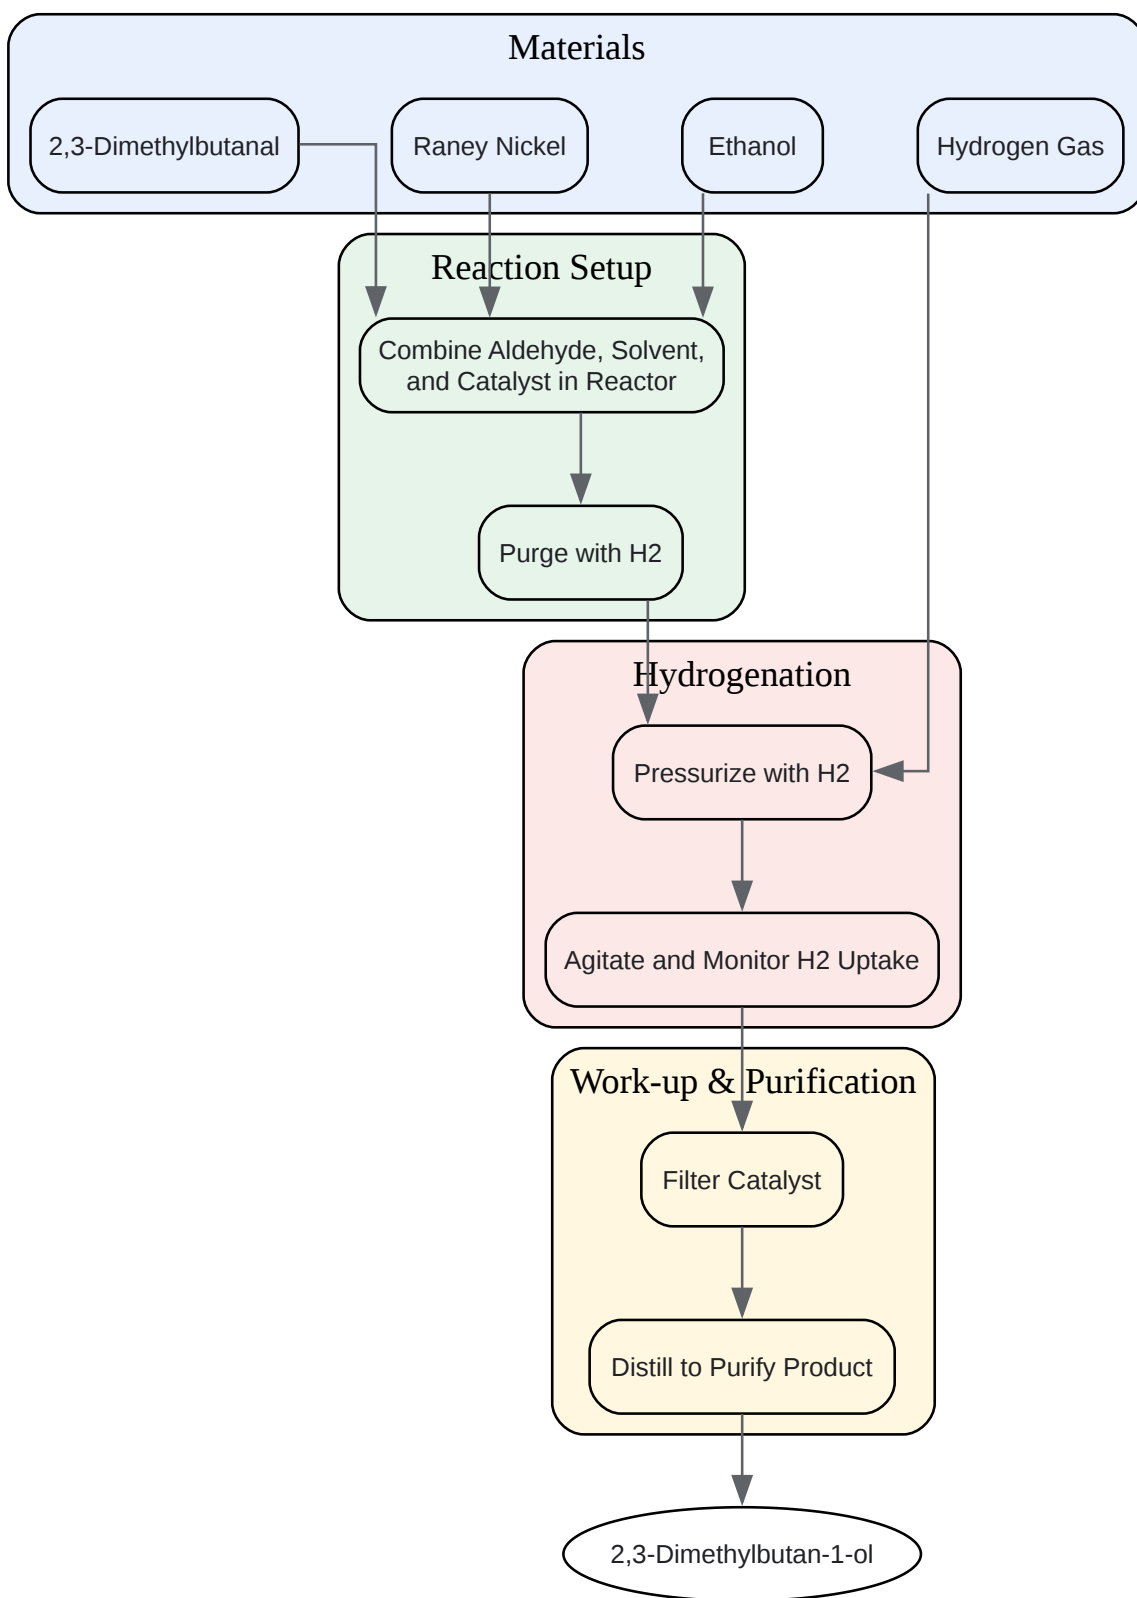 Materials
2,3-Dimethylbutanal
Raney Nickel
Ethanol
Hydrogen Gas
Reaction Setup
Combine Aldehyde, Solvent,
and Catalyst in Reactor
Purge with H2
Hydrogenation
Pressurize with H2
Agitate and Monitor H2 Uptake
Work-up & Purification
Filter Catalyst
Distill to Purify Product
2,3-Dimethylbutan-1-ol